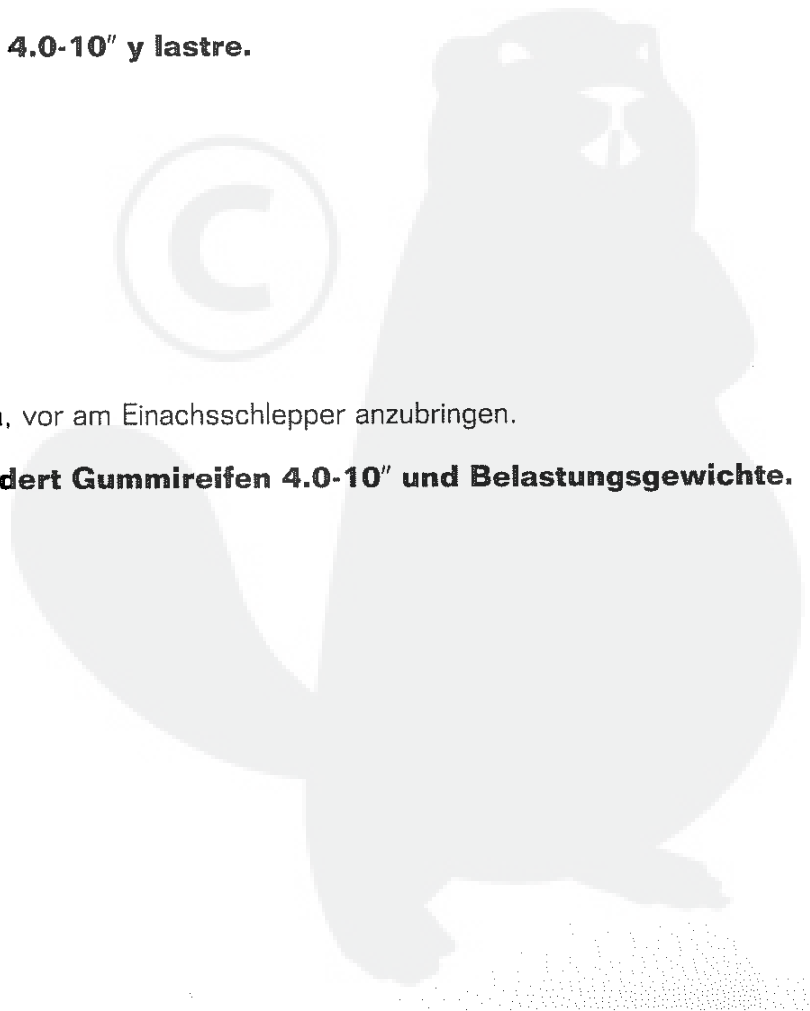 4.0-10″ y lastre.
©
, vor am Einachsschlepper anzubringen.
dert Gummireifen 4.0-10″ und Belastungsgewichte.